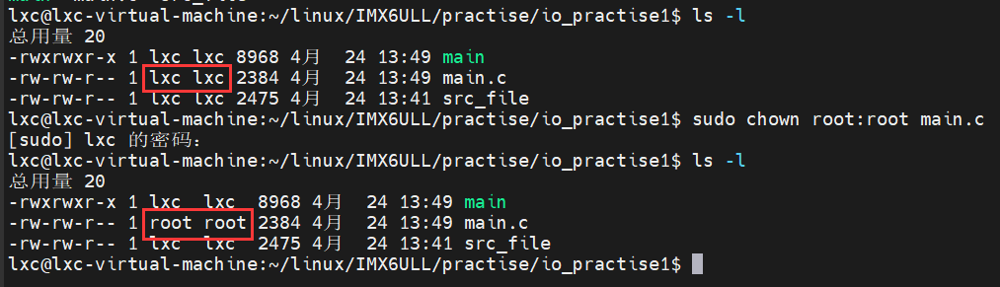 lxc@lxc-virtual-machine:~/linux/IMX6ULL/practise/io_practise1$ ls -l
总用量 20
-rwxrwxr-x 1 lxc lxc 8968 4月  24 13:49 main
-rw-rw-r-- 1 lxc lxc 2384 4月  24 13:49 main.c
-rw-rw-r-- 1 lxc lxc 2475 4月  24 13:41 src_file
lxc@lxc-virtual-machine:~/linux/IMX6ULL/practise/io_practise1$ sudo chown root:root main.c
[sudo] lxc 的密码：
lxc@lxc-virtual-machine:~/linux/IMX6ULL/practise/io_practise1$ ls -l
总用量 20
-rwxrwxr-x 1 lxc  lxc  8968 4月  24 13:49 main
-rw-rw-r-- 1 root root 2384 4月  24 13:49 main.c
-rw-rw-r-- 1 lxc  lxc  2475 4月  24 13:41 src_file
lxc@lxc-virtual-machine:~/linux/IMX6ULL/practise/io_practise1$